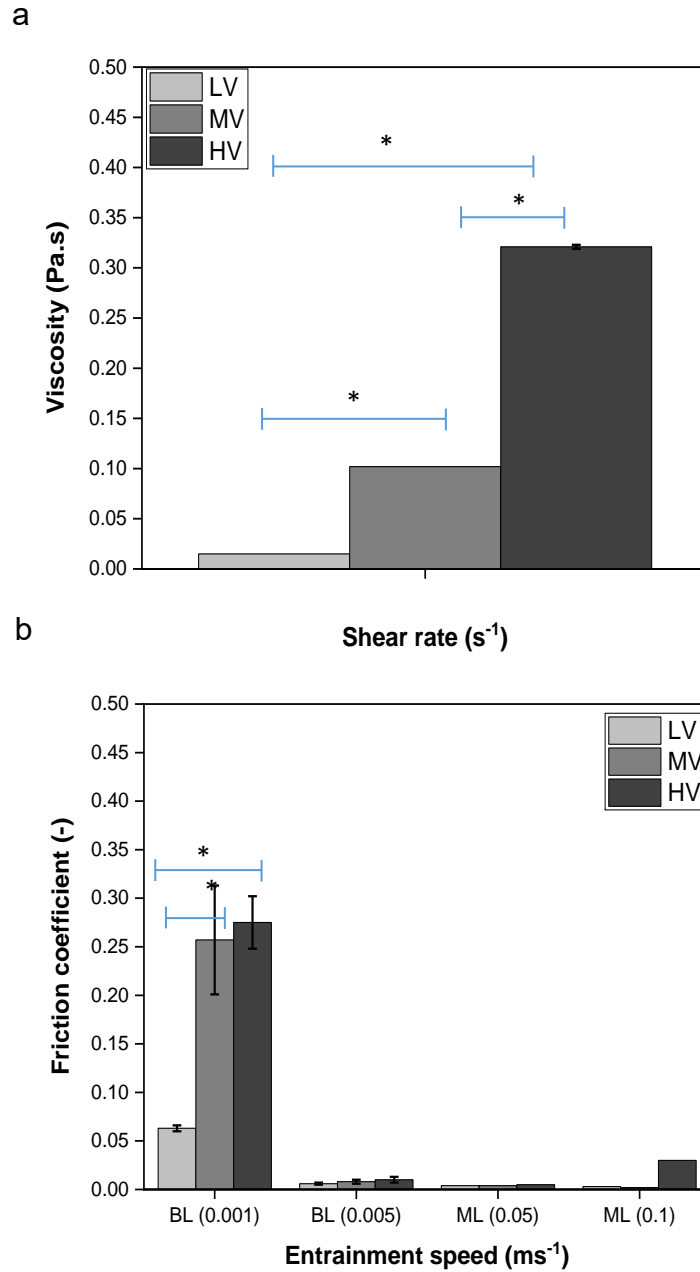 a
0.50
0.45
0.40
0.35
0.30
0.25
0.20
0.15
0.10
0.05
0.00
Viscosity (Pa.s)
LV
MV
HV
*
*
*
Shear rate (s⁻¹)
b
0.50
0.45
0.40
0.35
0.30
0.25
0.20
0.15
0.10
0.05
0.00
Friction coefficient (-)
LV
MV
HV
*
*
BL (0.001) BL (0.005) ML (0.05) ML (0.1)
Entrainment speed (ms⁻¹)